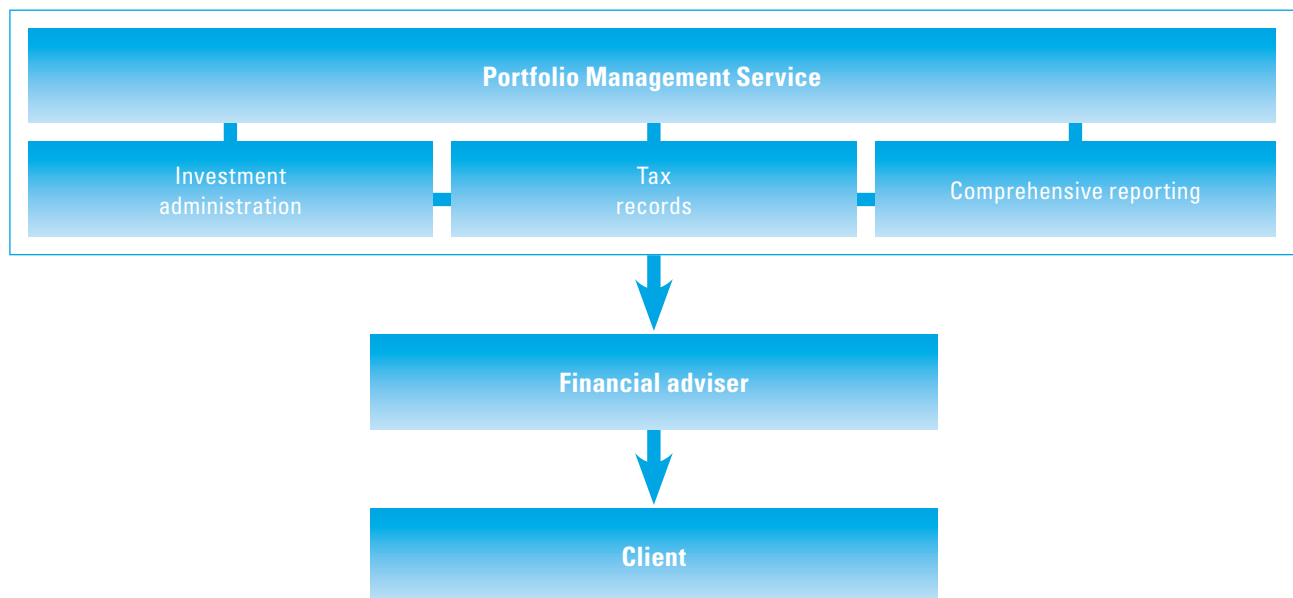 Portfolio Management Service
Investment
administration
Tax
records
Comprehensive reporting
Financial adviser
Client